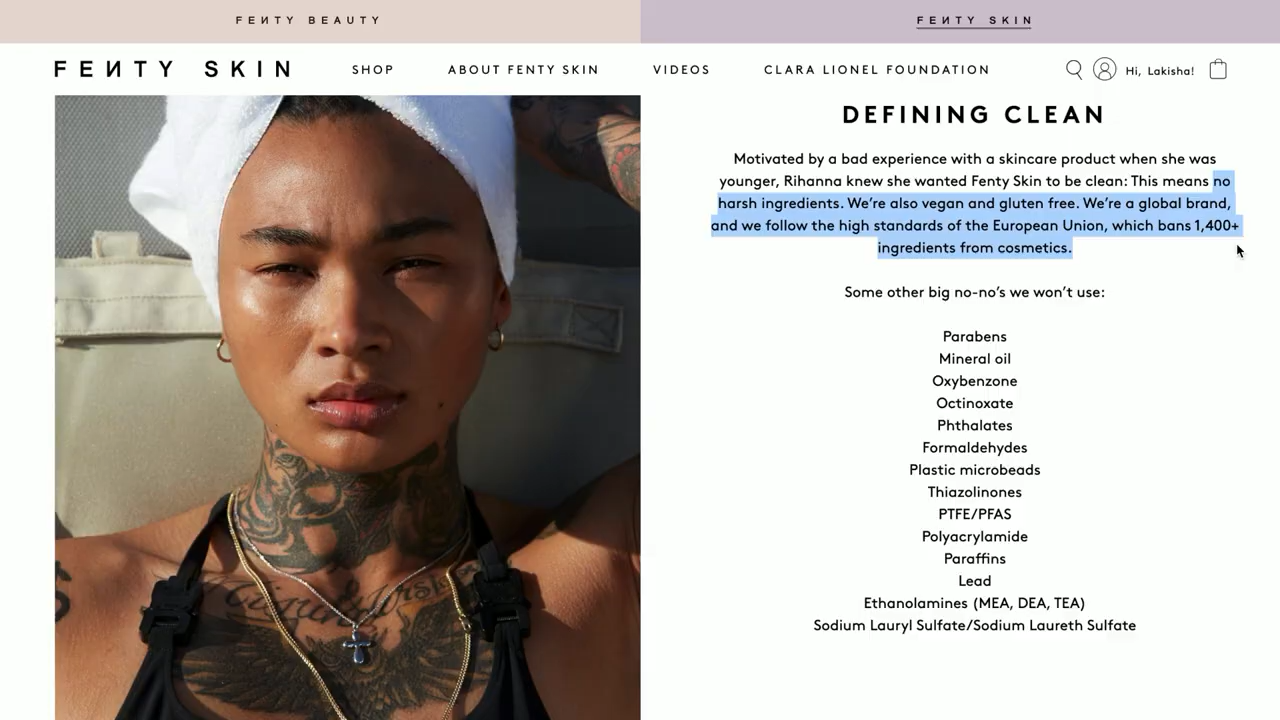 FEИTY BEAUTY
FEИTY SKIN
FEИTY SKIN
SHOP
ABOUT FENTY SKIN
VIDEOS
CLARA LIONEL FOUNDATION
Hi, Lakisha!
DEFINING CLEAN
Motivated by a bad experience with a skincare product when she was
younger, Rihanna knew she wanted Fenty Skin to be clean: This means no
harsh ingredients. We’re also vegan and gluten free. We’re a global brand,
and we follow the high standards of the European Union, which bans 1,400+
ingredients from cosmetics.
Some other big no-no’s we won’t use:
Parabens
Mineral oil
Oxybenzone
Octinoxate
Phthalates
Formaldehydes
Plastic microbeads
Thiazolinones
PTFE/PFAS
Polyacrylamide
Paraffins
Lead
Ethanolamines (MEA, DEA, TEA)
Sodium Lauryl Sulfate/Sodium Laureth Sulfate